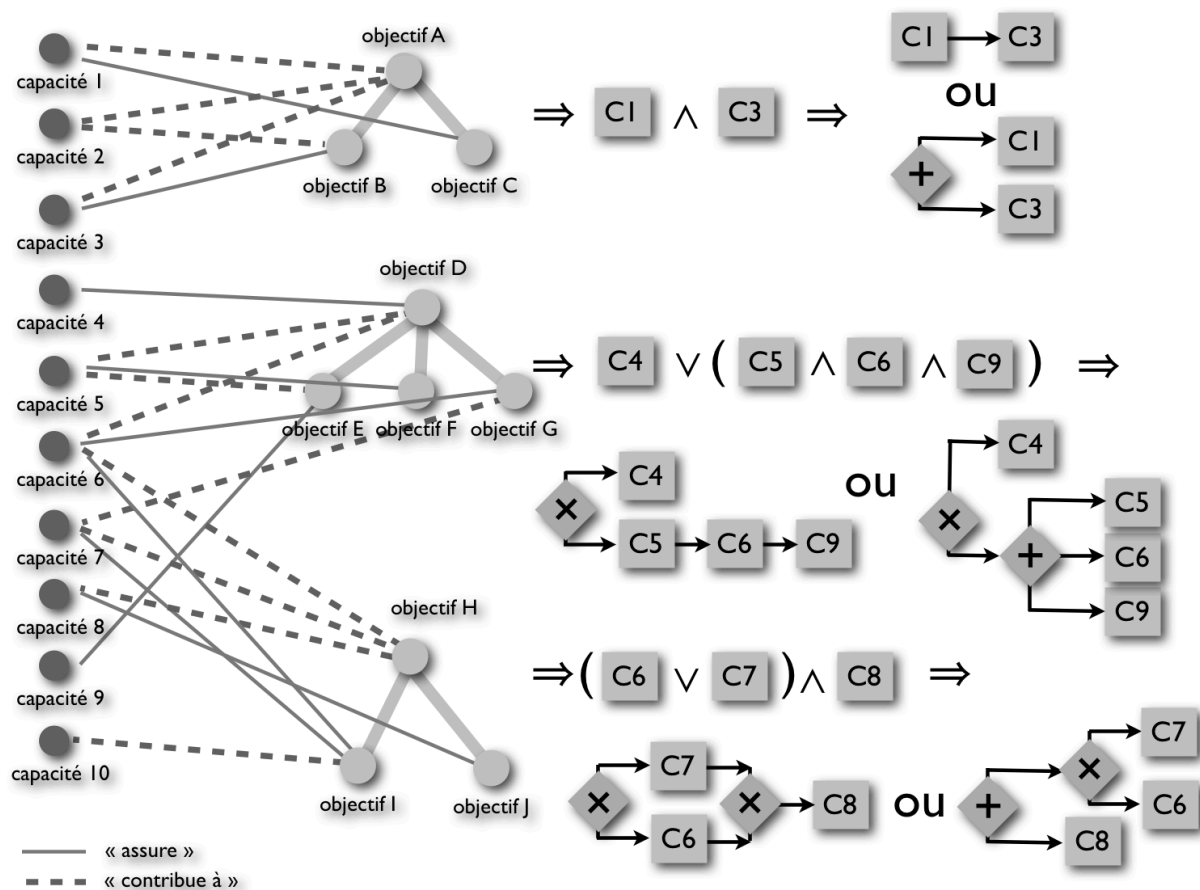 objectif A
capacité 1
capacité 2
capacité 3
objectif B
objectif C
⇒ C1 ∧ C3 ⇒
C1 C3
ou
+
C1
C3
objectif D
capacité 4
capacité 5
capacité 6
capacité 7
capacité 8
capacité 9
capacité 10
objectif E
objectif F
objectif G
⇒ C4 ∨ ( C5 ∧ C6 ∧ C9 ) ⇒
×
C4
C5 C6 C9
ou
×
C4
+
C5
C6
C9
objectif H
objectif I
objectif J
⇒ ( C6 ∨ C7 ) ∧ C8 ⇒
×
C7
C6
×
C8
ou
+
×
C7
C6
C8
« assure »
« contribue à »